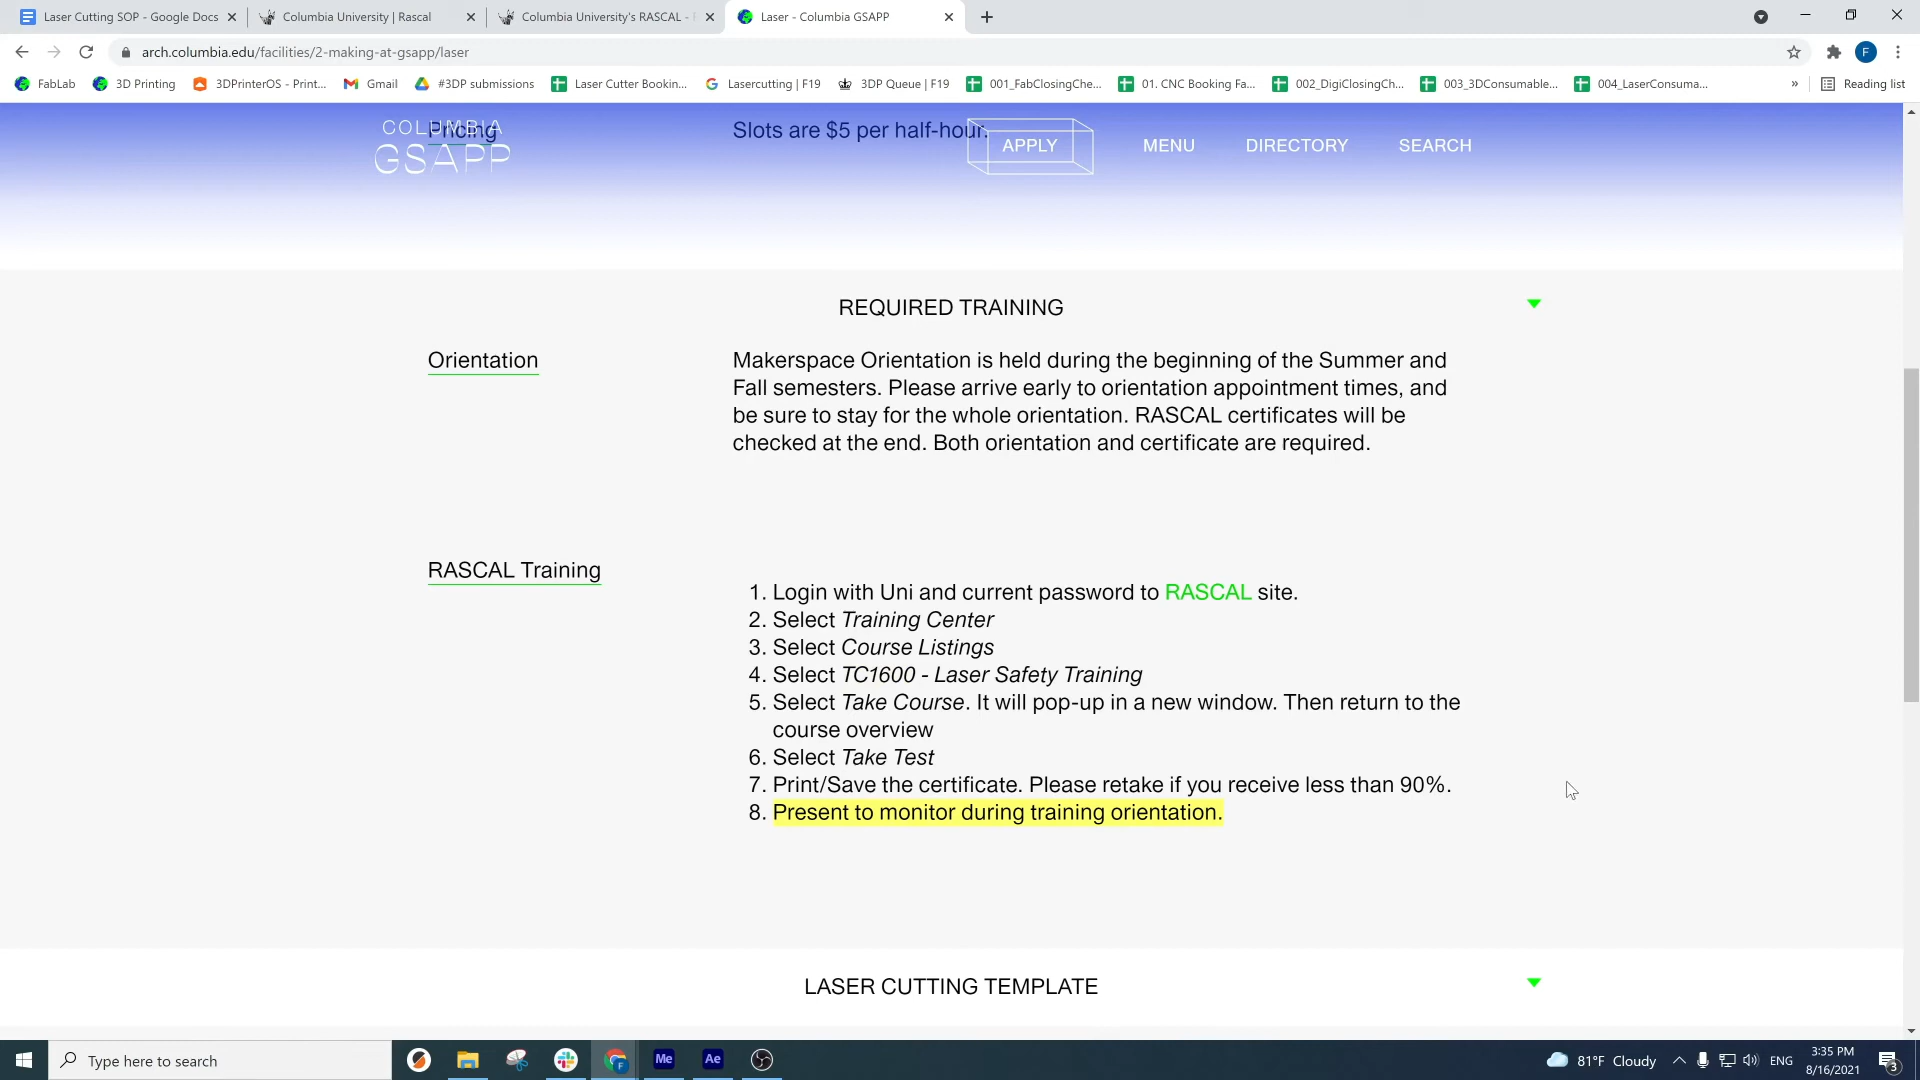 Laser Cutting SOP - Google Docs
Columbia University | Rascal
Columbia University's RASCAL -
Laser - Columbia GSAPP
arch.columbia.edu/facilities/2-making-at-gsapp/laser
F
FabLab
3D Printing
3DPrinterOS - Print...
Gmail
#3DP submissions
Laser Cutter Bookin...
Lasercutting | F19
3DP Queue | F19
001_FabClosingChe...
01. CNC Booking Fa...
002_DigiClosingCh...
003_3DConsumable...
004_LaserConsuma...
»
Reading list
COLUMBIA
GSAPP
Pricing
Slots are $5 per half-hour.
APPLY
MENU
DIRECTORY
SEARCH
REQUIRED TRAINING
Orientation
Makerspace Orientation is held during the beginning of the Summer and
Fall semesters. Please arrive early to orientation appointment times, and
be sure to stay for the whole orientation. RASCAL certificates will be
checked at the end. Both orientation and certificate are required.
RASCAL Training
1. Login with Uni and current password to RASCAL site.
2. Select Training Center
3. Select Course Listings
4. Select TC1600 - Laser Safety Training
5. Select Take Course. It will pop-up in a new window. Then return to the
course overview
6. Select Take Test
7. Print/Save the certificate. Please retake if you receive less than 90%.
8. Present to monitor during training orientation.
LASER CUTTING TEMPLATE
Type here to search
F
Me
Ae
81°F Cloudy
ENG
3:35 PM
8/16/2021
3